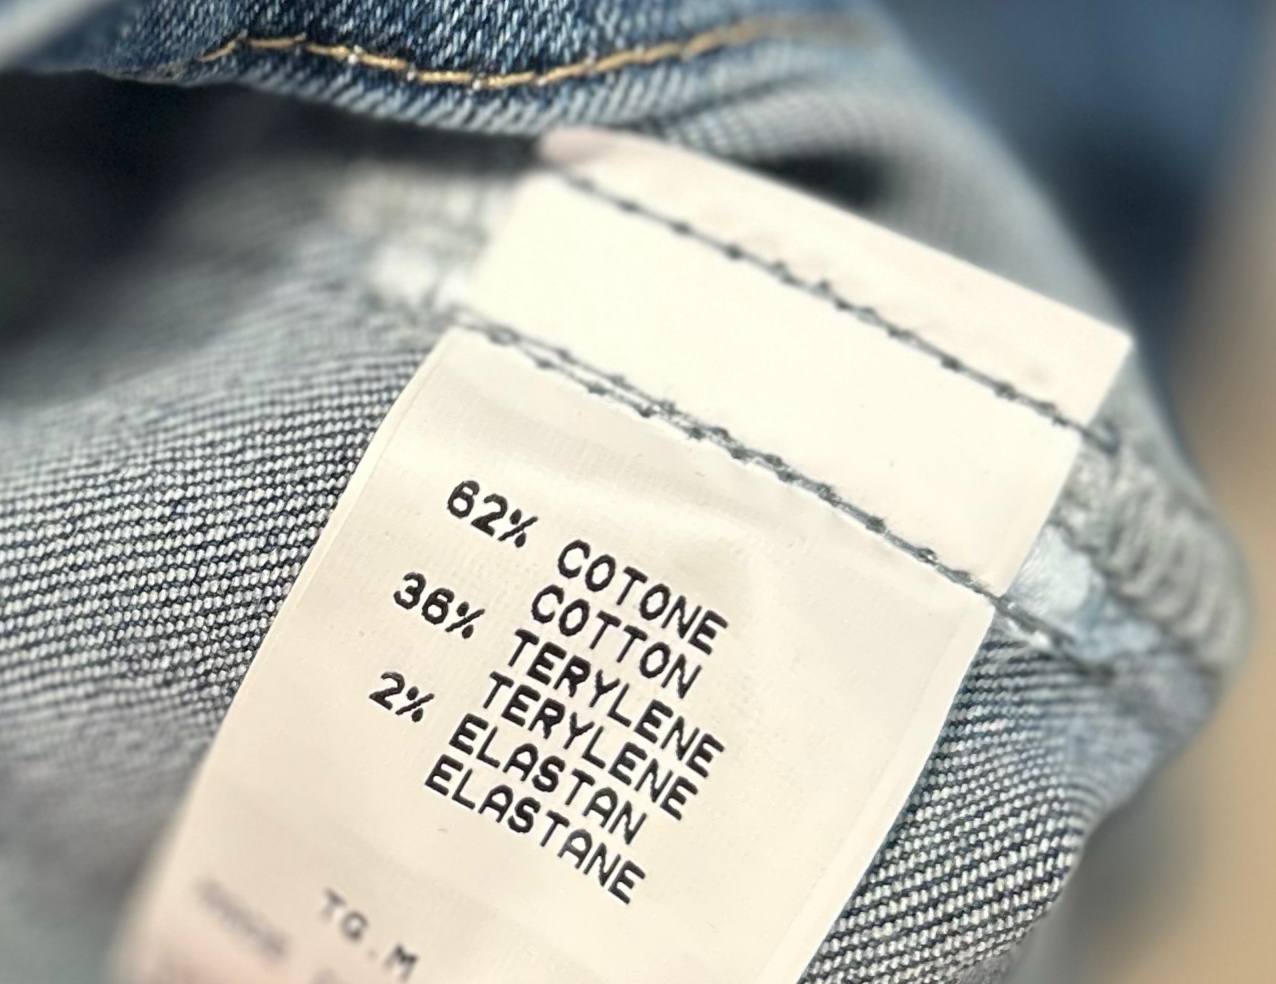 62% COTONE
COTTON
36% TERYLENE
TERYLENE
2% ELASTAN
ELASTANE
TG.M